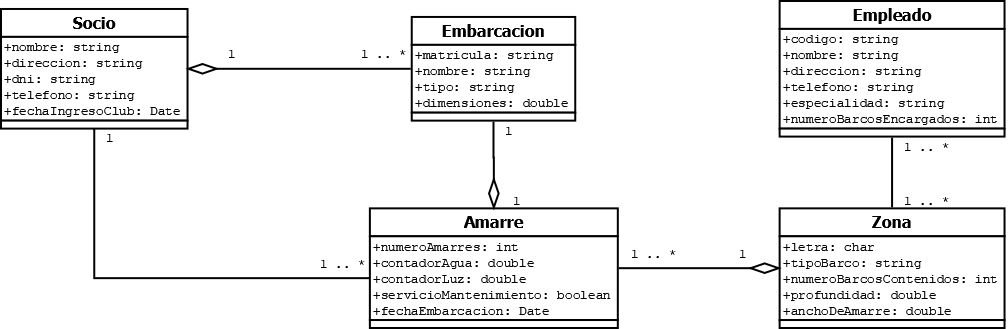 Socio
+nombre: string
+direccion: string
+dni: string
+telefono: string
+fechaIngresoClub: Date
1
1 .. *
Embarcacion
+matricula: string
+nombre: string
+tipo: string
+dimensiones: double
Empleado
+codigo: string
+nombre: string
+direccion: string
+telefono: string
+especialidad: string
+numeroBarcosEncargados: int
1
1
1 .. *
1
1 .. *
1 .. *
Amarre
+numeroAmarres: int
+contadorAgua: double
+contadorLuz: double
+servicioMantenimiento: boolean
+fechaEmbarcacion: Date
1 .. *
1
Zona
+letra: char
+tipoBarco: string
+numeroBarcosContenidos: int
+profundidad: double
+anchoDeAmarre: double